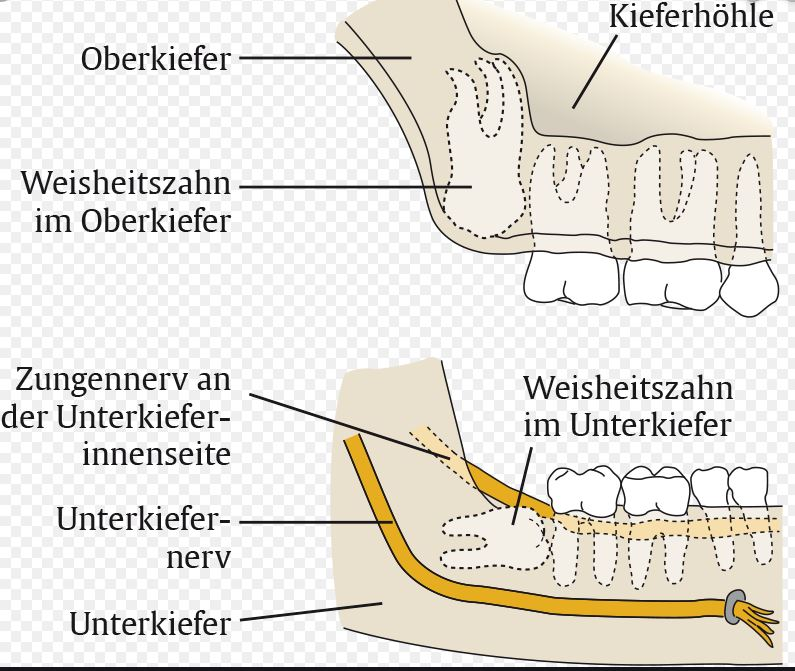 Kieferhöhle
Oberkiefer
Weisheitszahn
im Oberkiefer
Zungennerv an
der Unterkiefer-
innenseite
Weisheitszahn
im Unterkiefer
Unterkiefer-
nerv
Unterkiefer